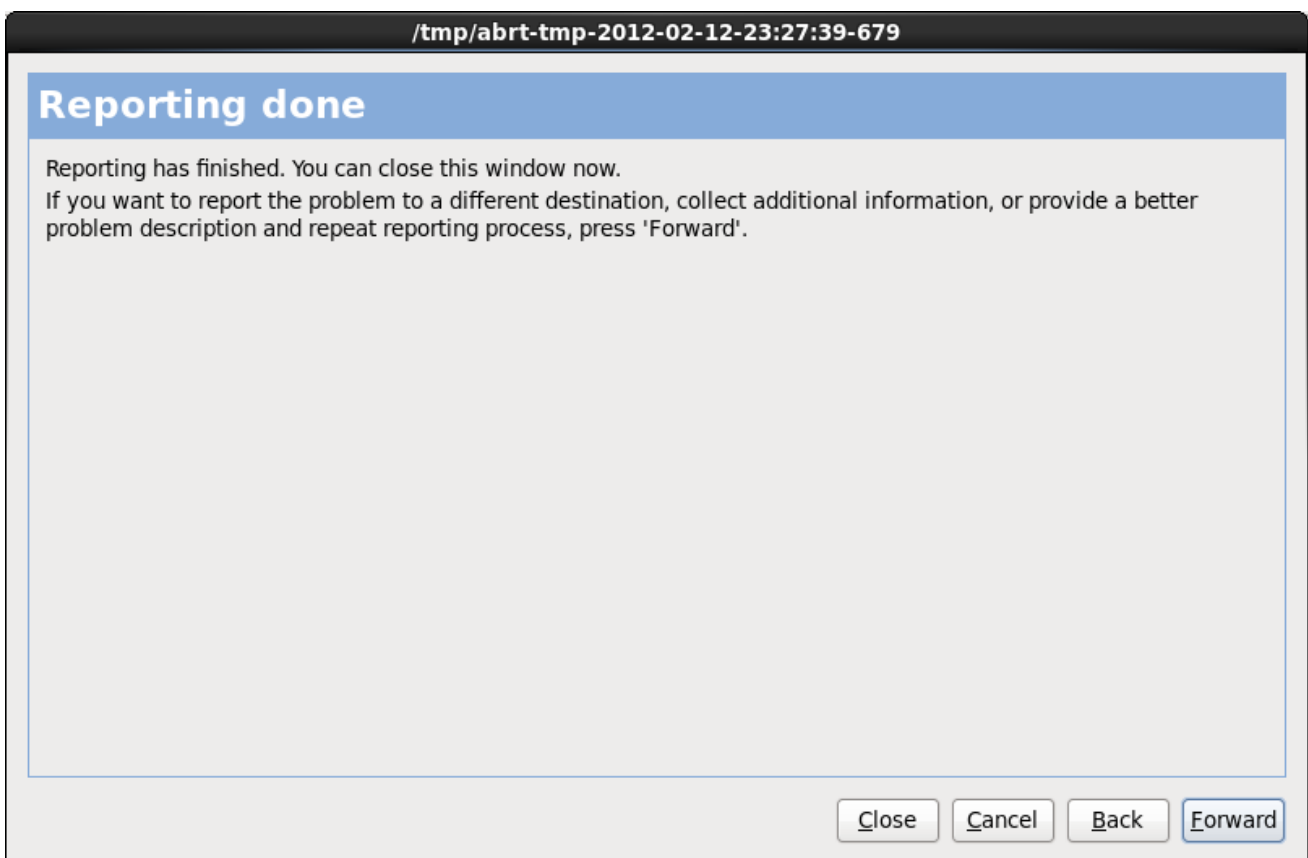 /tmp/abrt-tmp-2012-02-12-23:27:39-679
Reporting done
Reporting has finished. You can close this window now.
If you want to report the problem to a different destination, collect additional information, or provide a better
problem description and repeat reporting process, press 'Forward'.
Close Cancel Back Forward